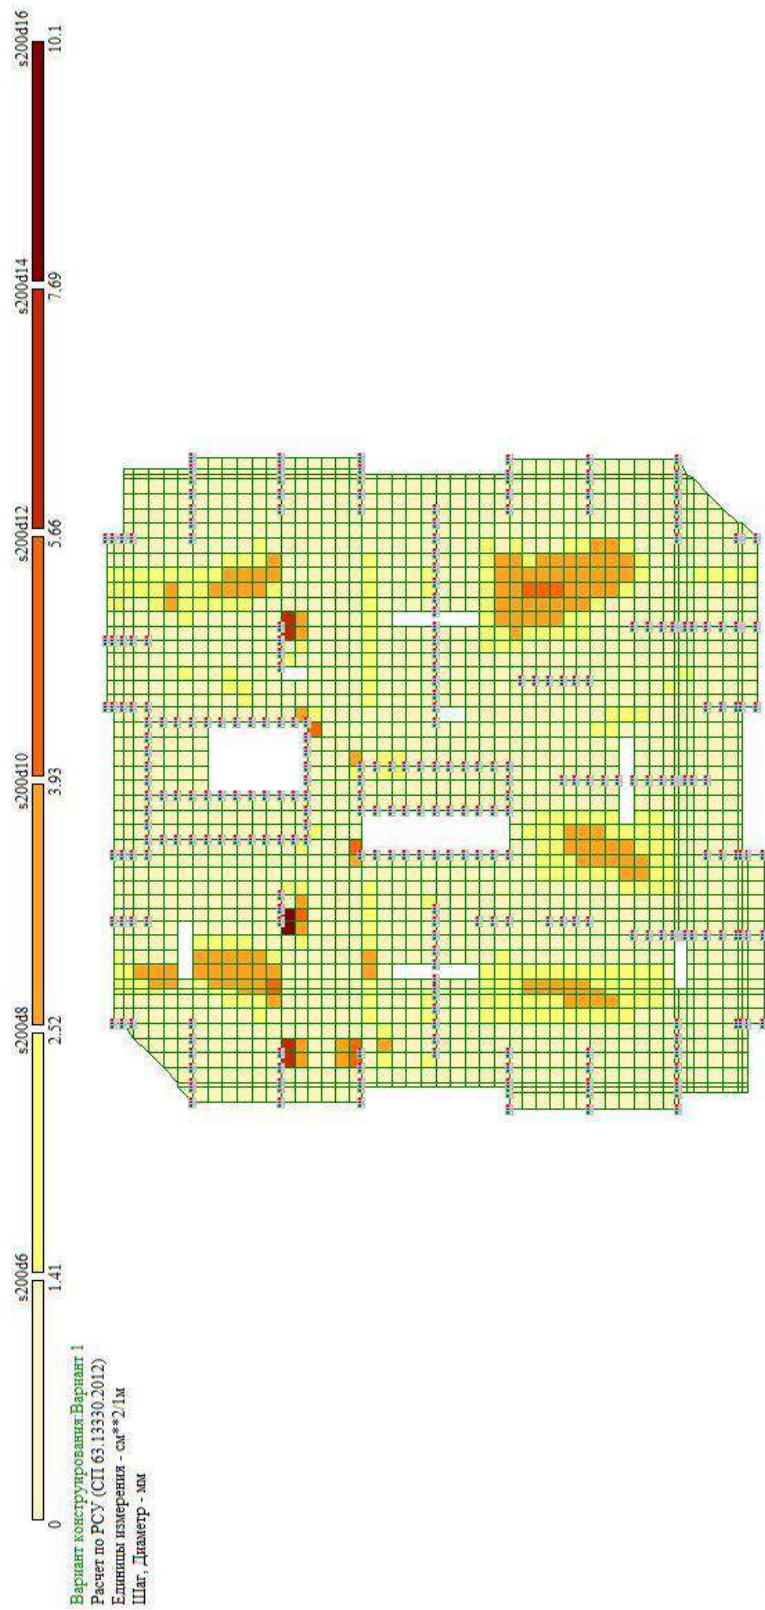 s200d6 s200d8 s200d10 s200d12 s200d14 s200d16
0 1.41 2.52 3.93 5.66 7.69 10.1
Вариант конструирования:Вариант 1
Расчет по РСУ (СП 63.13330.2012)
Единицы измерения - см**2/1м
Шаг, Диаметр - мм